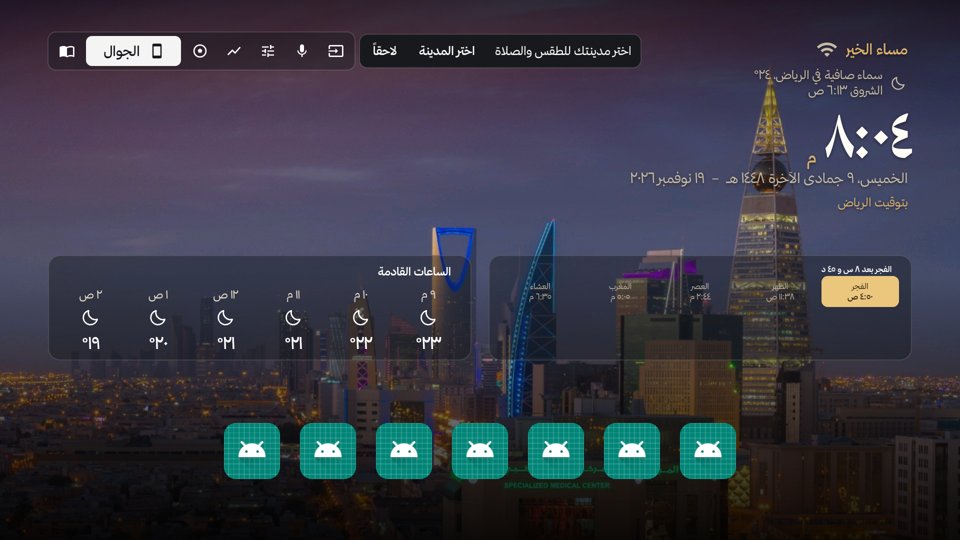 مساء الخير
سماء صافية في الرياض، ٢٤°
الشروق ٦:١٣ ص
٨:٠٤ م
الخميس، ٩ جمادى الآخرة ١٤٤٨ هـ – ١٩ نوفمبر ٢٠٢٦
بتوقيت الرياض
اختر مدينتك للطقس والصلاة اختر المدينة لاحقاً
الجوال
الفجر بعد ٨ س و ٤٥ د
الفجر الظهر العصر المغرب العشاء
٤:٥٠ ص ١١:٣٨ ص ٢:٤٤ م ٥:٠٥ م ٦:٣٥ م
الساعات القادمة
٩ م ١٠ م ١١ م ١٢ ص ١ ص ٢ ص
٢٣° ٢٢° ٢١° ٢١° ٢٠° ١٩°
SPECIALIZED MEDICAL CENTER